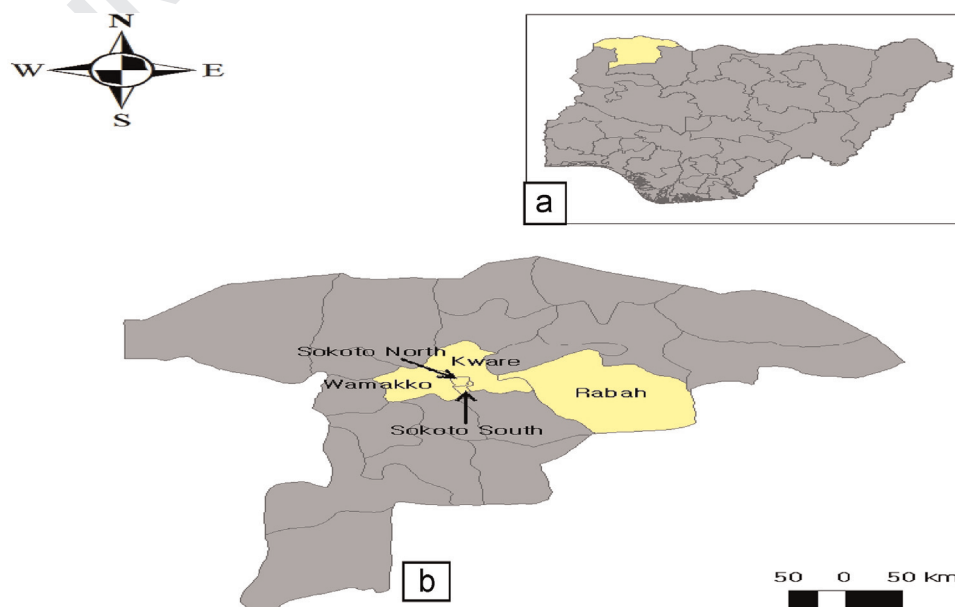 N
W E
S
a
Sokoto North
Kware
Wamakko
Rabah
Sokoto South
b
50 0 50 km